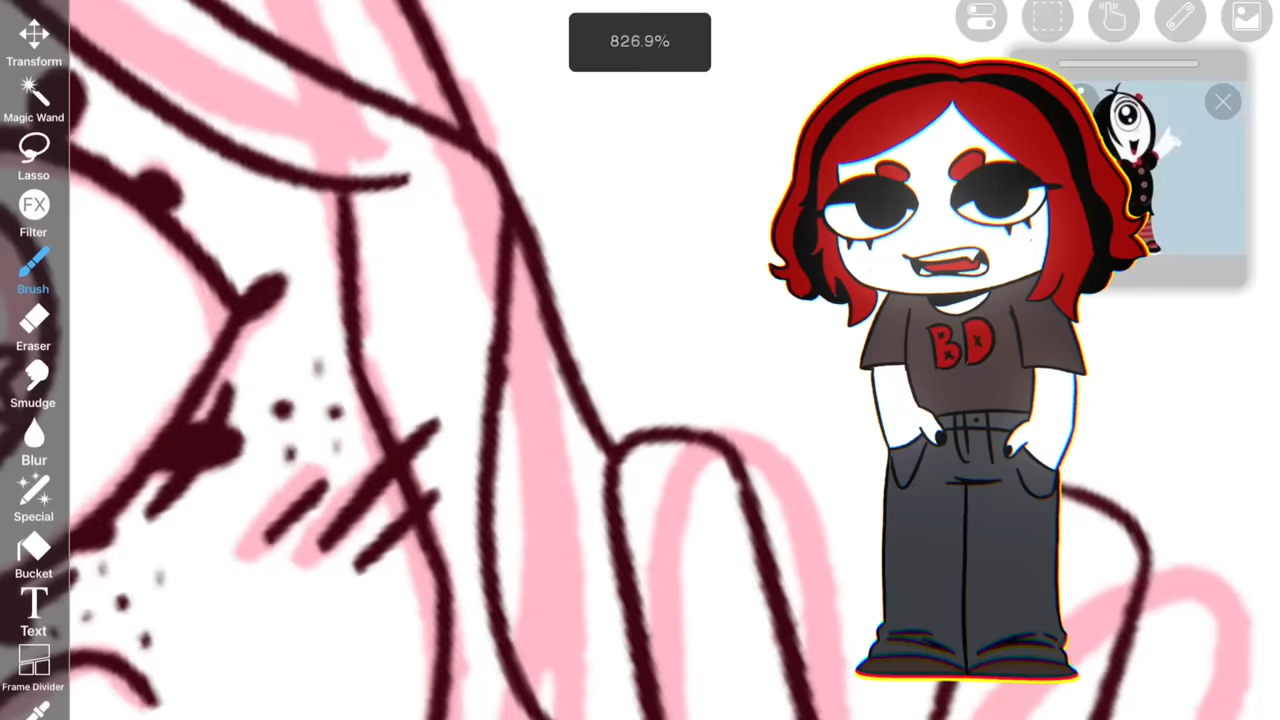 826.9%
Transform
Magic Wand
Lasso
FX
Filter
Brush
Eraser
Smudge
Blur
Special
Bucket
T
Text
Frame Divider
BD